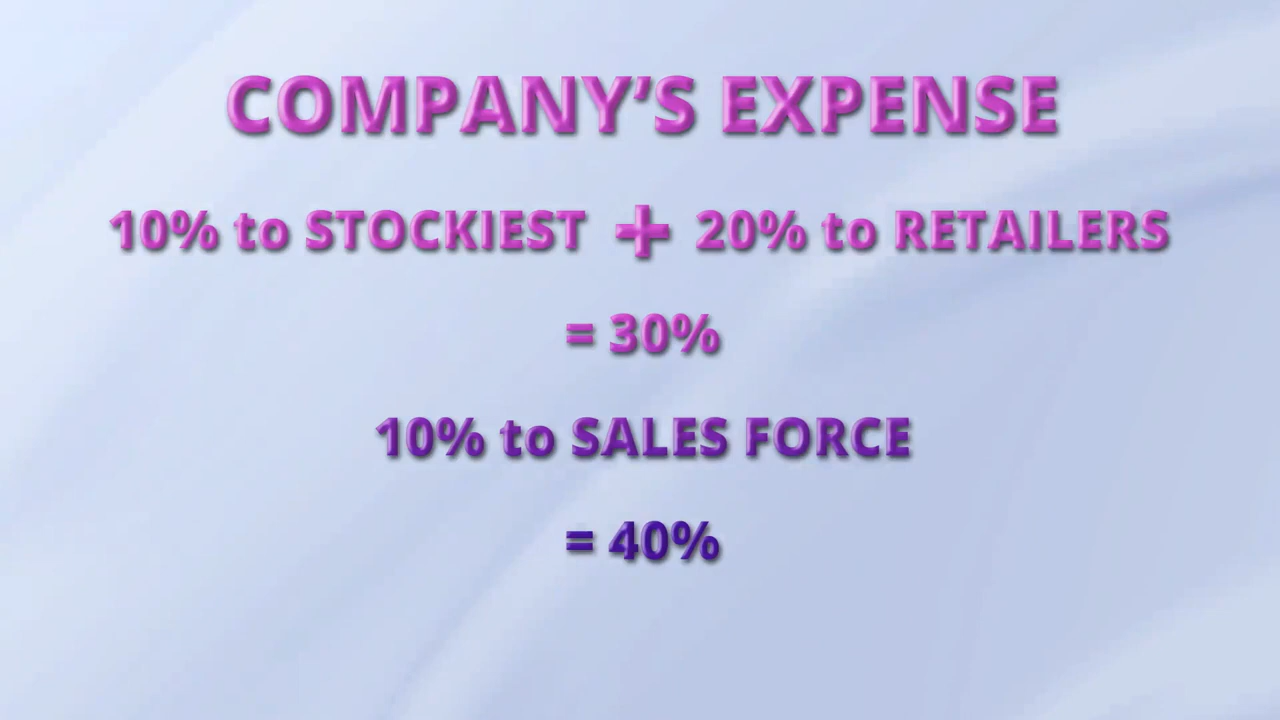 COMPANY’S EXPENSE
10% to STOCKIEST + 20% to RETAILERS
= 30%
10% to SALES FORCE
= 40%